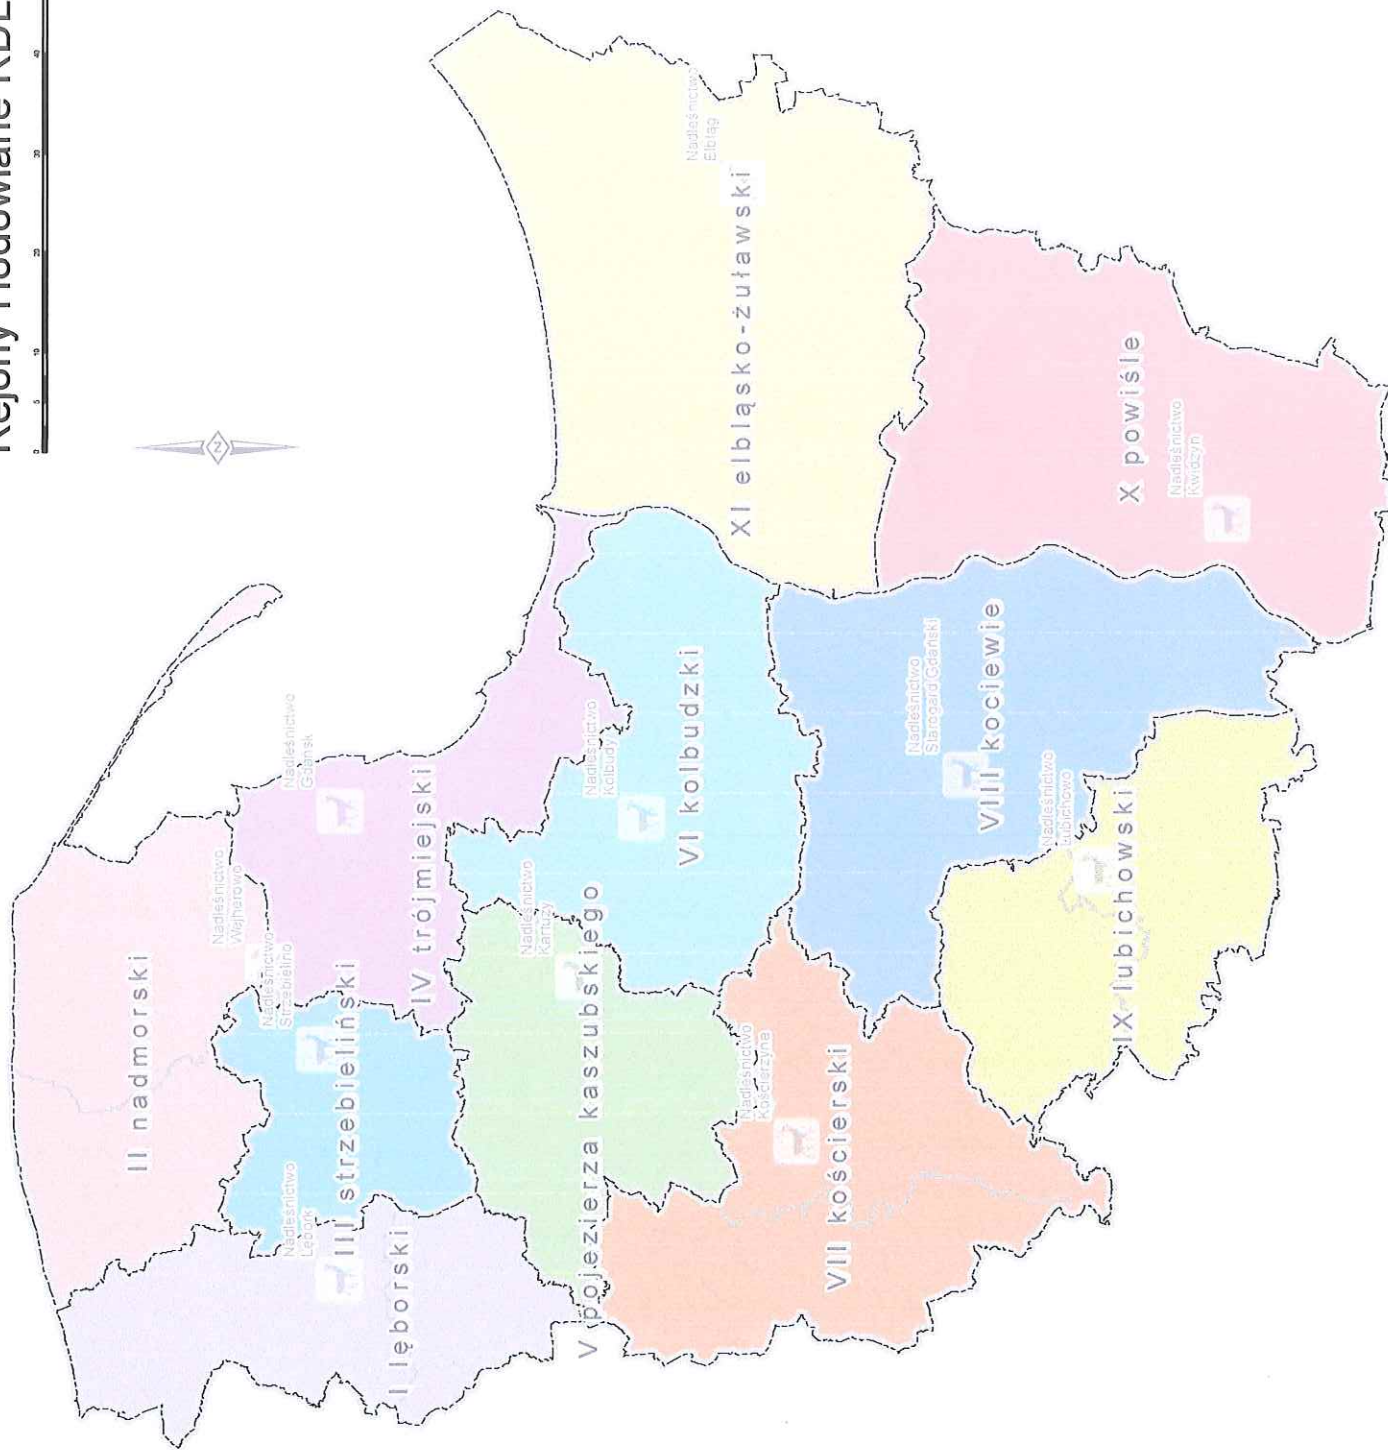 Rejony Hodowlane RDL
0 5 10 20 30 40
N
II nadmorski
Nadleśnictwo
Wejherowo
Nadleśnictwo
Strzebielino
Nadleśnictwo
Gdańsk
Nadleśnictwo
Lębork
III strzebieliński
I lęborski
IV trójmiejski
Nadleśnictwo
Kartuzy
Nadleśnictwo
Kolbudy
V pojezierza kaszubskiego
VI kolbudzki
Nadleśnictwo
Elbląg
XI elbląsko-żuławski
Nadleśnictwo
Kościerzyna
VII kościerski
Nadleśnictwo
Starogard Gdański
VIII kociewie
Nadleśnictwo
Lubichowo
IX lubichowski
X powiśle
Nadleśnictwo
Kwidzyn